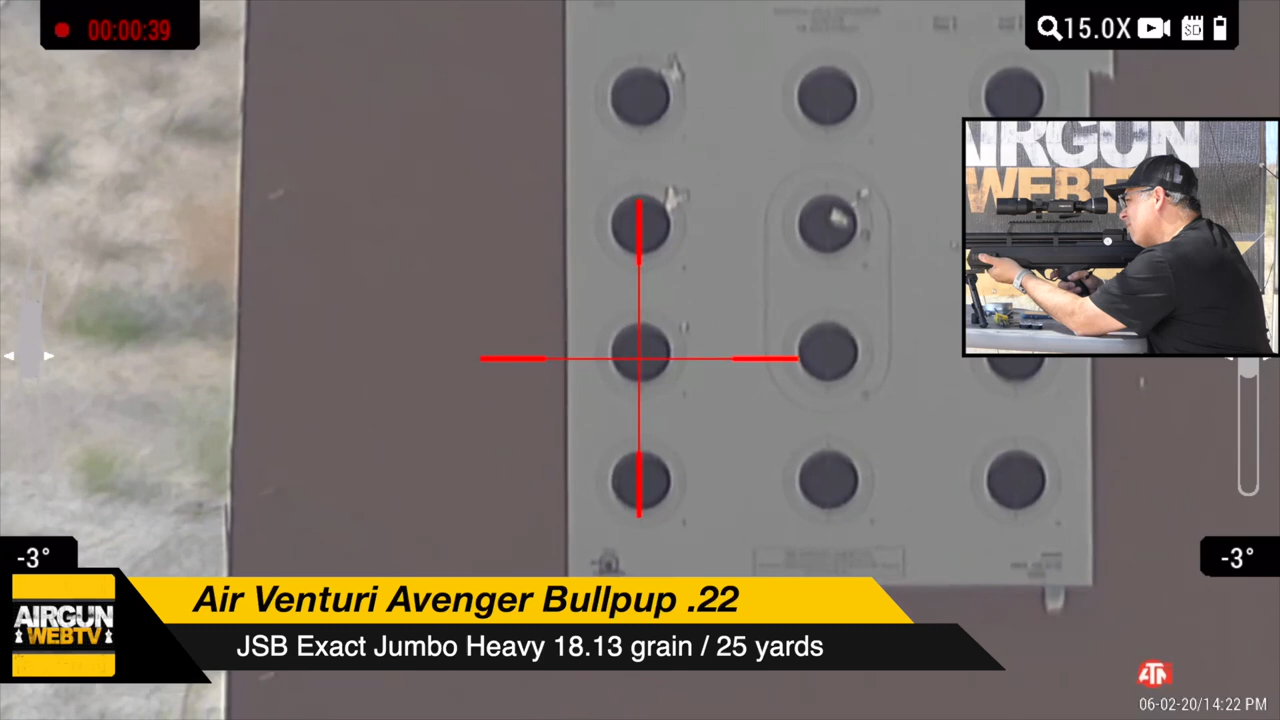 00:00:39
15.0X
SD
AIRGUN
WEBTV
-3°
-3°
AIRGUN
WEBTV
Air Venturi Avenger Bullpup .22
JSB Exact Jumbo Heavy 18.13 grain / 25 yards
ATN
06-02-20/14:22 PM